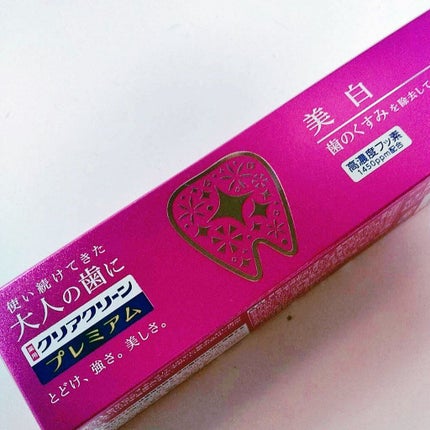 使い続けてきた
大人の歯に
薬用
クリアクリーン
プレミアム
とどけ、強さ。美しさ。
美白
歯のくすみを除去して
高濃度フッ素
1450ppm配合